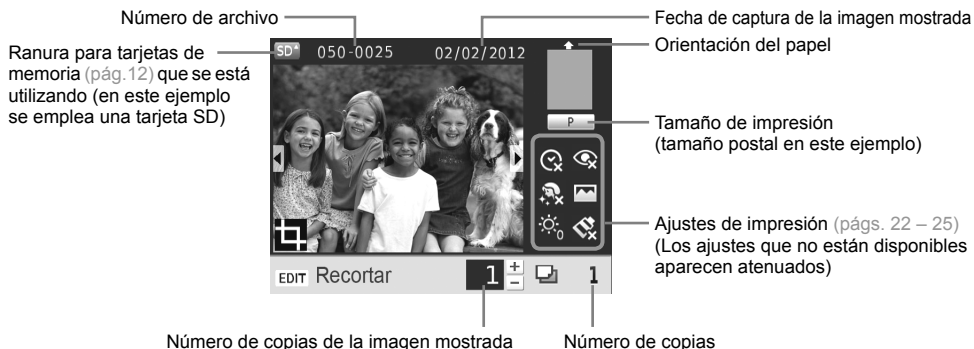 Número de archivo
Fecha de captura de la imagen mostrada
Ranura para tarjetas de
memoria (pág.12) que se está
utilizando (en este ejemplo
se emplea una tarjeta SD)
Orientación del papel
SD
050-0025
02/02/2012
P
Tamaño de impresión
(tamaño postal en este ejemplo)
Ajustes de impresión (págs. 22 – 25)
(Los ajustes que no están disponibles
aparecen atenuados)
0
EDIT Recortar
1
+
−
1
Número de copias de la imagen mostrada
Número de copias